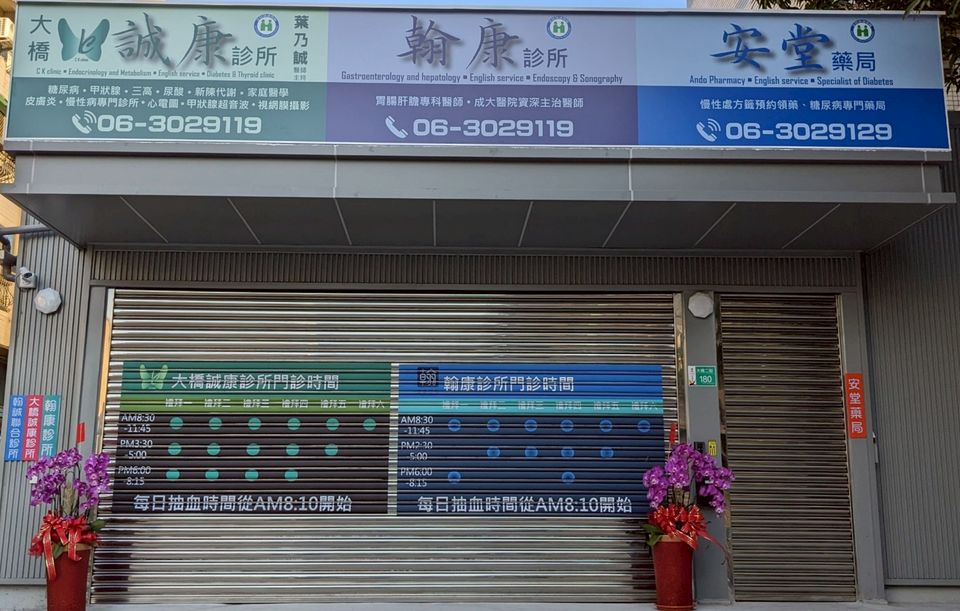 大橋
誠康診所
葉乃誠
醫師主持
C K clinic • Endocrinology and Metabolism • English service • Diabetes & Thyroid clinic
糖尿病・甲狀腺・三高・尿酸・新陳代謝・家庭醫學
皮膚炎・慢性病專門診所・心電圖・甲狀腺超音波・視網膜攝影
06-3029119
翰康診所
Gastroenterology and hepatology • English service • Endoscopy & Sonography
胃腸肝膽專科醫師・成大醫院資深主治醫師
06-3029119
安堂藥局
Ando Pharmacy • English service • Specialist of Diabetes
慢性處方籤預約領藥、糖尿病專門藥局
06-3029129
大橋誠康診所門診時間
禮拜一 禮拜二 禮拜三 禮拜四 禮拜五 禮拜六
AM8:30
-11:45
PM3:30
-5:00
PM6:00
-8:15
每日抽血時間從AM8:10開始
翰
翰康診所門診時間
禮拜一 禮拜二 禮拜三 禮拜四 禮拜五 禮拜六
AM8:30
-11:45
PM2:30
-5:00
PM6:00
-8:15
每日抽血時間從AM8:10開始
翰誠聯合診所
大橋誠康診所
翰康診所
大橋二街
180
安堂藥局